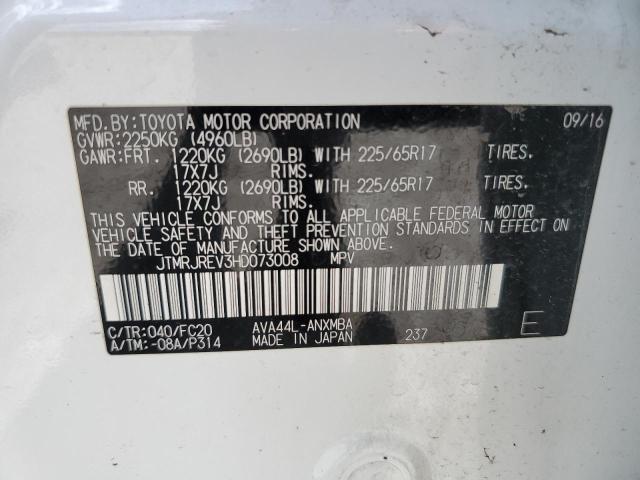 MFD. BY: TOYOTA MOTOR CORPORATION 09/16
GVWR: 2250KG (4960LB)
GAWR: FRT. 1220KG (2690LB) WITH 225/65R17 TIRES.
17X7J RIMS.
RR. 1220KG (2690LB) WITH 225/65R17 TIRES.
17X7J RIMS.
THIS VEHICLE CONFORMS TO ALL APPLICABLE FEDERAL MOTOR
VEHICLE SAFETY AND THEFT PREVENTION STANDARDS IN EFFECT ON
THE DATE OF MANUFACTURE SHOWN ABOVE.
JTMRJREV3HD073008 MPV
C/TR: 040/FC20 AVA44L-ANXMBA
A/TM: -08A/P314 MADE IN JAPAN 237 E